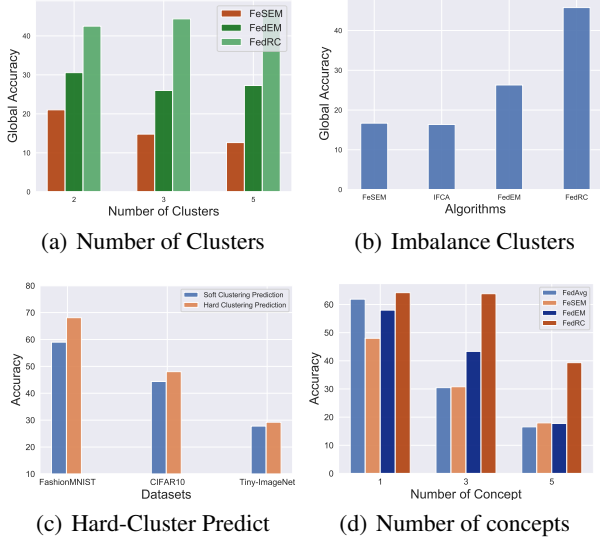 FeSEM
FedEM
FedRC
Global Accuracy
40
30
20
10
0
2
3
5
Number of Clusters
(a) Number of Clusters
Global Accuracy
40
30
20
10
0
FeSEM
IFCA
FedEM
FedRC
Algorithms
(b) Imbalance Clusters
Soft Clustering Prediction
Hard Clustering Prediction
Accuracy
80
70
60
50
40
30
20
10
FashionMNIST
CIFAR10
Tiny-ImageNet
Datasets
(c) Hard-Cluster Predict
FedAvg
FeSEM
FedEM
FedRC
Accuracy
60
50
40
30
20
10
0
1
3
5
Number of Concept
(d) Number of concepts